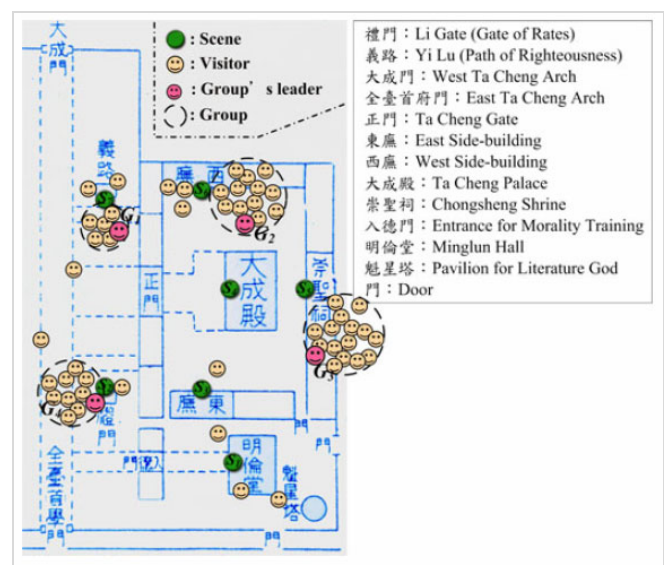 : Scene
: Visitor
: Group's leader
: Group
禮門：Li Gate (Gate of Rates)
義路：Yi Lu (Path of Righteousness)
大成門：West Ta Cheng Arch
全臺首府門：East Ta Cheng Arch
正門：Ta Cheng Gate
東廡：East Side-building
西廡：West Side-building
大成殿：Ta Cheng Palace
崇聖祠：Chongsheng Shrine
入德門：Entrance for Morality Training
明倫堂：Minglun Hall
魁星塔：Pavilion for Literature God
門：Door
大成門
義路
廡西
G1
G2
正門
大成殿
崇聖祠
G3
G4
禮門
廡東
門
門
門德入
明倫堂
魁星塔
全臺首學
門
門